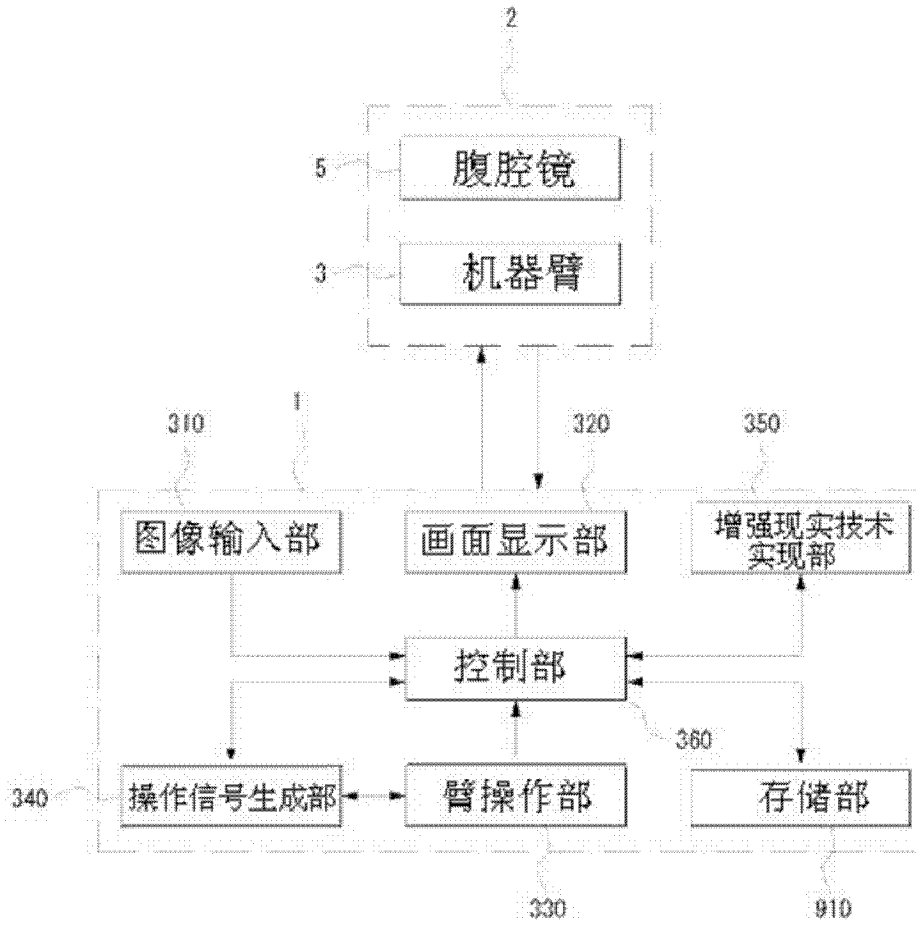 2
5
腹腔镜
3
机器臂
1
310
320
350
图像输入部
画面显示部
增强现实技术
实现部
控制部
360
340
操作信号生成部
臂操作部
存储部
330
910